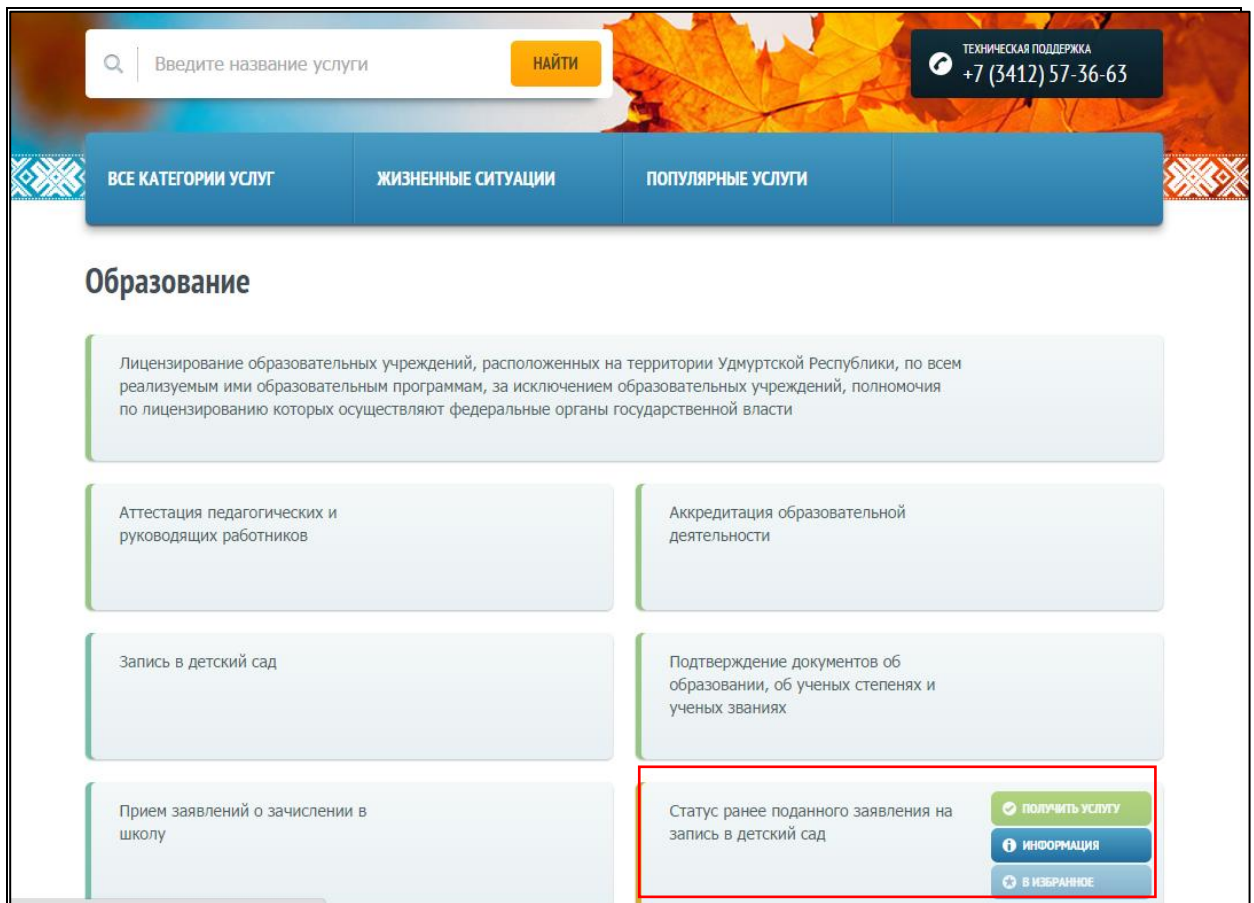 Введите название услуги
НАЙТИ
ТЕХНИЧЕСКАЯ ПОДДЕРЖКА
+7 (3412) 57-36-63
ВСЕ КАТЕГОРИИ УСЛУГ
ЖИЗНЕННЫЕ СИТУАЦИИ
ПОПУЛЯРНЫЕ УСЛУГИ
Образование
Лицензирование образовательных учреждений, расположенных на территории Удмуртской Республики, по всем
реализуемым ими образовательным программам, за исключением образовательных учреждений, полномочия
по лицензированию которых осуществляют федеральные органы государственной власти
Аттестация педагогических и
руководящих работников
Аккредитация образовательной
деятельности
Запись в детский сад
Подтверждение документов об
образовании, об ученых степенях и
ученых званиях
Прием заявлений о зачислении в
школу
Статус ранее поданного заявления на
запись в детский сад
ПОЛУЧИТЬ УСЛУГУ
ИНФОРМАЦИЯ
В ИЗБРАННОЕ